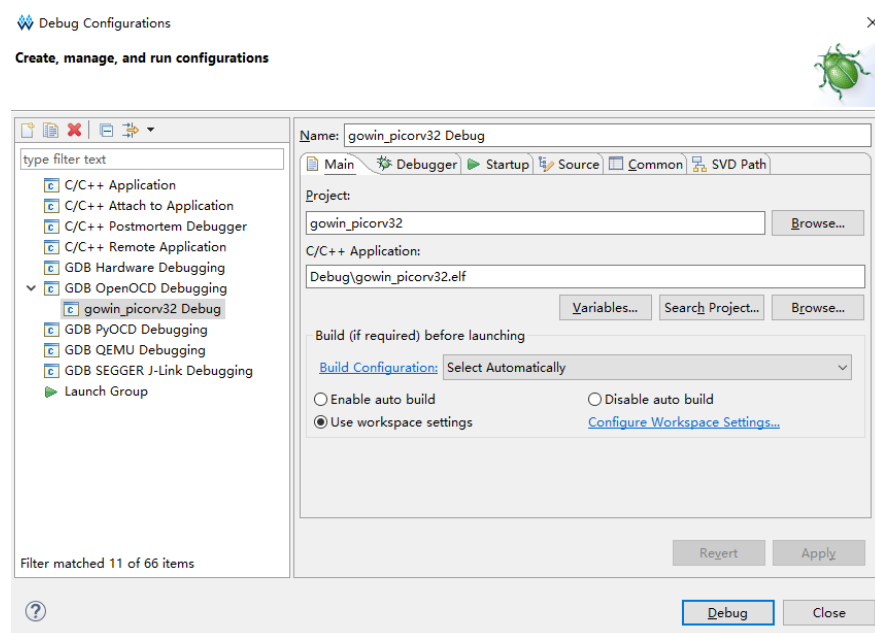 Debug Configurations
Create, manage, and run configurations
type filter text
C/C++ Application
C/C++ Attach to Application
C/C++ Postmortem Debugger
C/C++ Remote Application
GDB Hardware Debugging
GDB OpenOCD Debugging
gowin_picorv32 Debug
GDB PyOCD Debugging
GDB QEMU Debugging
GDB SEGGER J-Link Debugging
Launch Group
Filter matched 11 of 66 items
Name: gowin_picorv32 Debug
Main Debugger Startup Source Common SVD Path
Project:
gowin_picorv32 Browse...
C/C++ Application:
Debug\gowin_picorv32.elf
Variables... Search Project... Browse...
Build (if required) before launching
Build Configuration: Select Automatically
Enable auto build Disable auto build
Use workspace settings Configure Workspace Settings...
Revert Apply
Debug Close